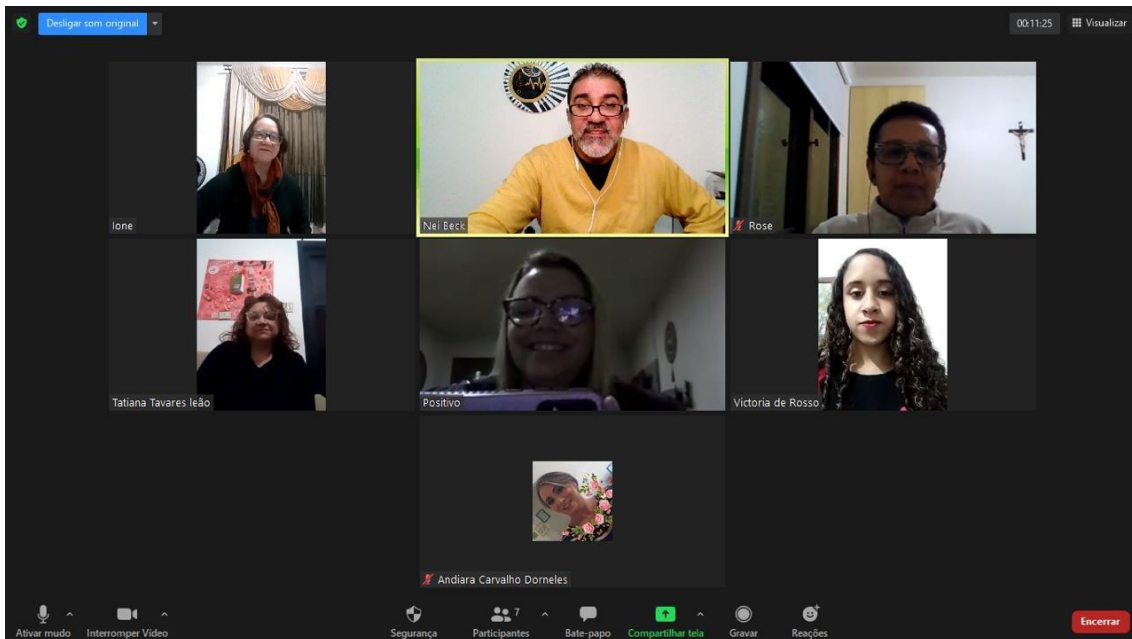 Desligar som original
00:11:25
Visualizar
Ione
Nei Beck
Rose
Tatiana Tavares leão
Positivo
Victoria de Rosso
Andiara Carvalho Dorneles
Ativar mudo
Interromper Vídeo
Segurança
7
Participantes
Bate-papo
Compartilhar tela
Gravar
Reações
Encerrar